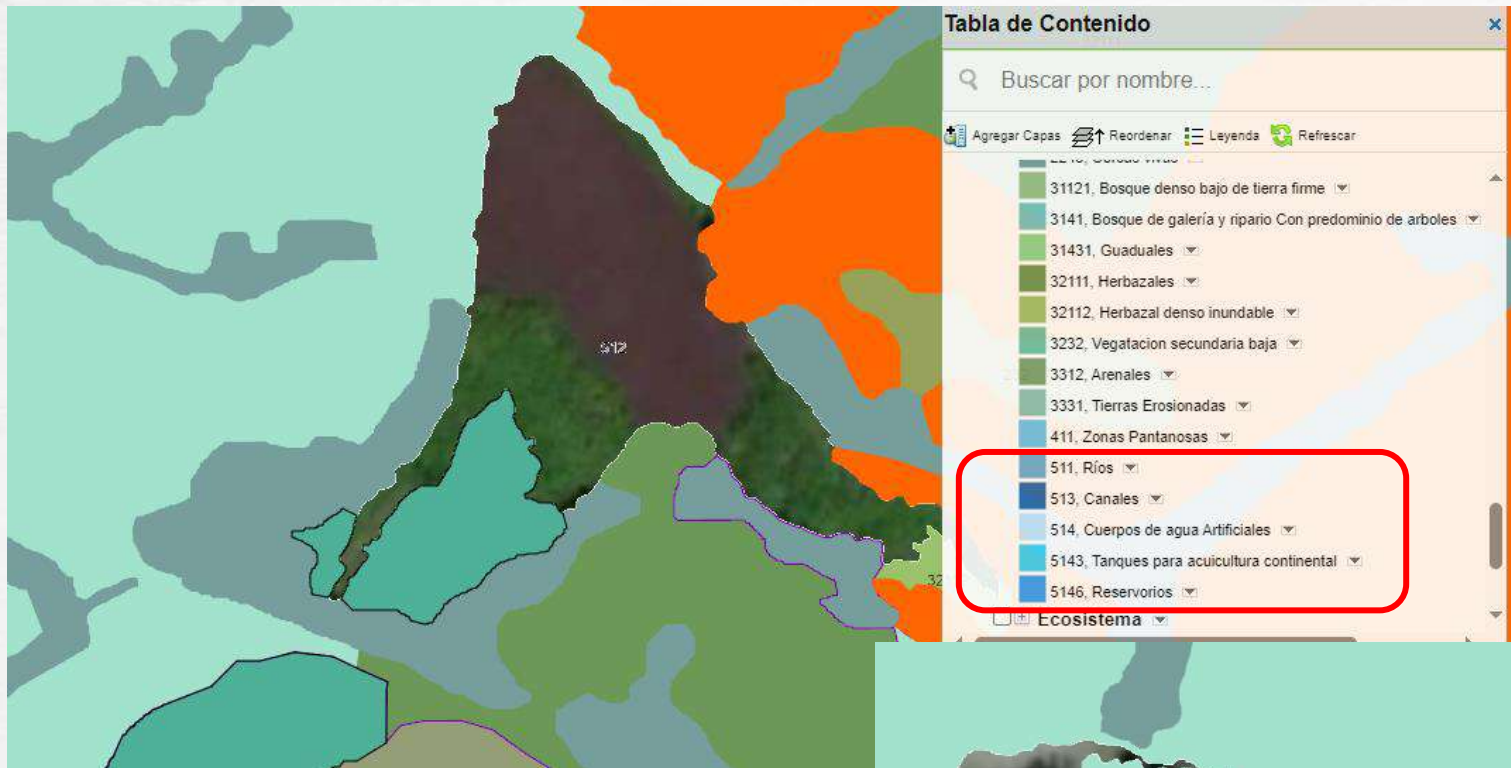 Tabla de Contenido
Buscar por nombre...
Agregar Capas Reordenar Leyenda Refrescar
31121, Bosque denso bajo de tierra firme
3141, Bosque de galería y ripario Con predominio de arboles
31431, Guaduales
32111, Herbazales
32112, Herbazal denso inundable
3232, Vegatacion secundaria baja
3312, Arenales
3331, Tierras Erosionadas
411, Zonas Pantanosas
511, Ríos
513, Canales
514, Cuerpos de agua Artificiales
5143, Tanques para acuicultura continental
5146, Reservorios
Ecosistema
512